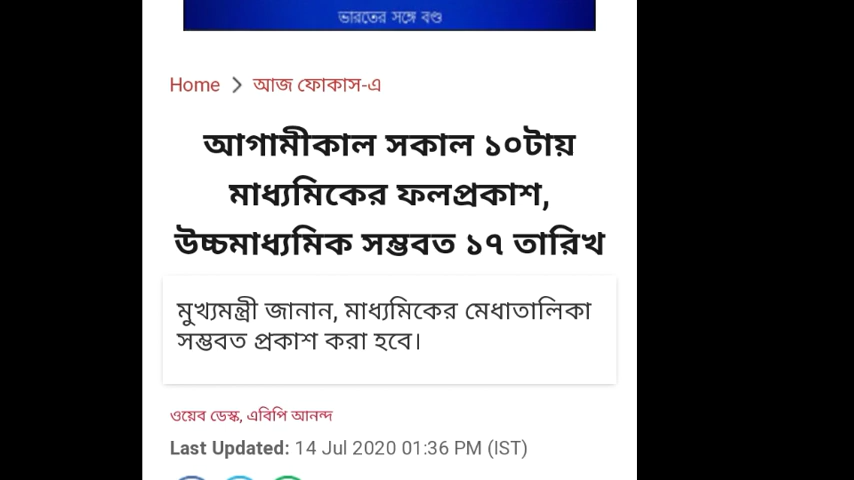 ভারতের সঙ্গে বণ্ড
Home > আজ ফোকাস-এ
আগামীকাল সকাল ১০টায়
মাধ্যমিকের ফলপ্রকাশ,
উচ্চমাধ্যমিক সম্ভবত ১৭ তারিখ
মুখ্যমন্ত্রী জানান, মাধ্যমিকের মেধাতালিকা
সম্ভবত প্রকাশ করা হবে।
ওয়েব ডেস্ক, এবিপি আনন্দ
Last Updated: 14 Jul 2020 01:36 PM (IST)